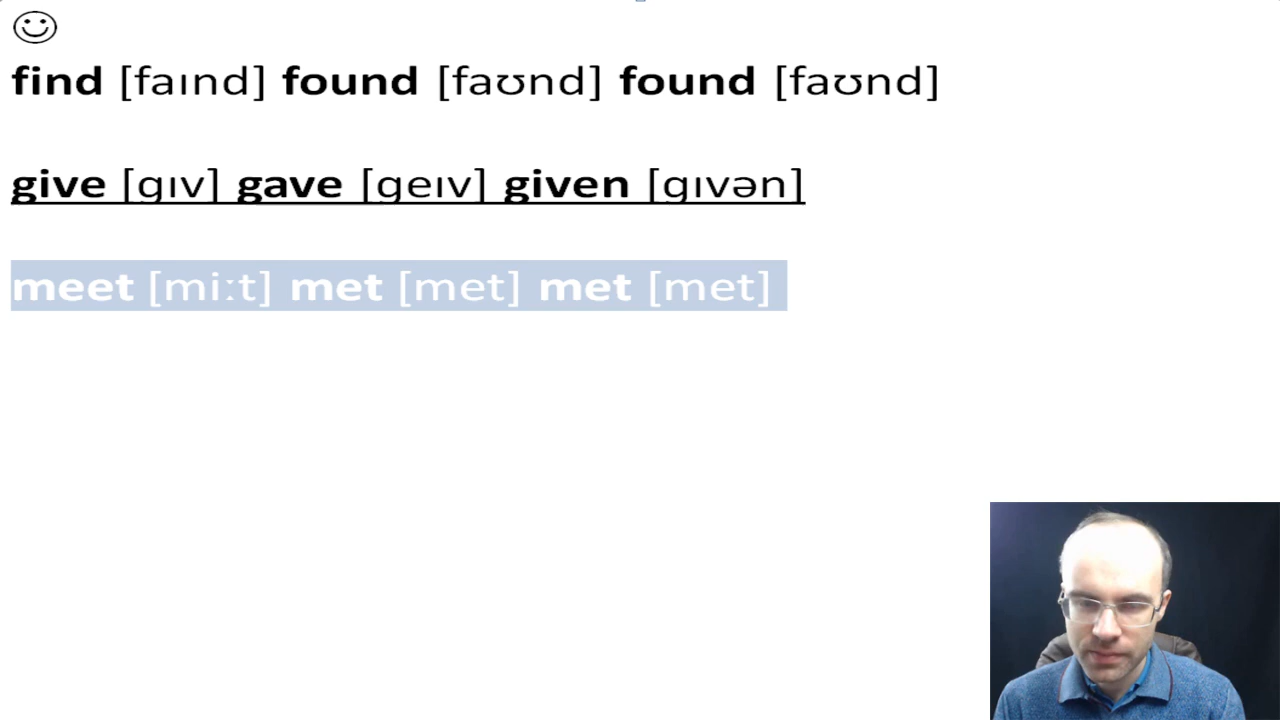 find [faɪnd] found [faʊnd] found [faʊnd]
give [gɪv] gave [geɪv] given [gɪvən]
meet [miːt] met [met] met [met]